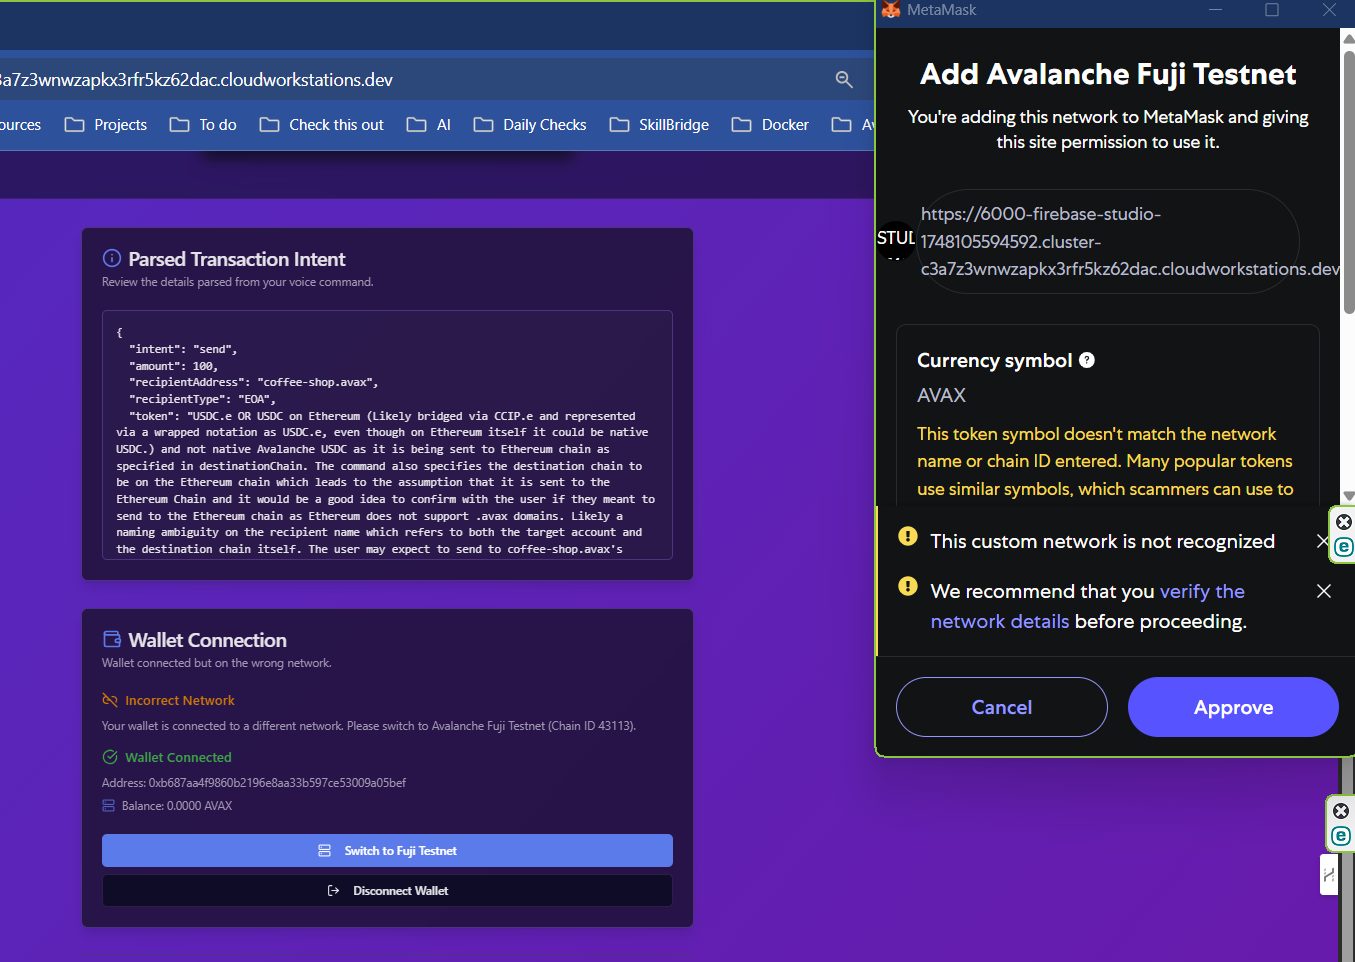 3a7z3wnwzapkx3rfr5kz62dac.cloudworkstations.dev
ources Projects To do Check this out AI Daily Checks SkillBridge Docker Av
Parsed Transaction Intent
Review the details parsed from your voice command.
{
"intent": "send",
"amount": 100,
"recipientAddress": "coffee-shop.avax",
"recipientType": "EOA",
"token": "USDC.e OR USDC on Ethereum (Likely bridged via CCIP.e and represented
via a wrapped notation as USDC.e, even though on Ethereum itself it could be native
USDC.) and not native Avalanche USDC as it is being sent to Ethereum chain as
specified in destinationChain. The command also specifies the destination chain to
be on the Ethereum chain which leads to the assumption that it is sent to the
Ethereum Chain and it would be a good idea to confirm with the user if they meant to
send to the Ethereum chain as Ethereum does not support .avax domains. Likely a
naming ambiguity on the recipient name which refers to both the target account and
the destination chain itself. The user may expect to send to coffee-shop.avax's
Wallet Connection
Wallet connected but on the wrong network.
Incorrect Network
Your wallet is connected to a different network. Please switch to Avalanche Fuji Testnet (Chain ID 43113).
Wallet Connected
Address: 0xb687aa4f9860b2196e8aa33b597ce53009a05bef
Balance: 0.0000 AVAX
Switch to Fuji Testnet
Disconnect Wallet
MetaMask
Add Avalanche Fuji Testnet
You're adding this network to MetaMask and giving
this site permission to use it.
STUD
https://6000-firebase-studio-
1748105594592.cluster-
c3a7z3wnwzapkx3rfr5kz62dac.cloudworkstations.dev
Currency symbol
AVAX
This token symbol doesn't match the network
name or chain ID entered. Many popular tokens
use similar symbols, which scammers can use to
This custom network is not recognized
We recommend that you verify the
network details before proceeding.
Cancel Approve